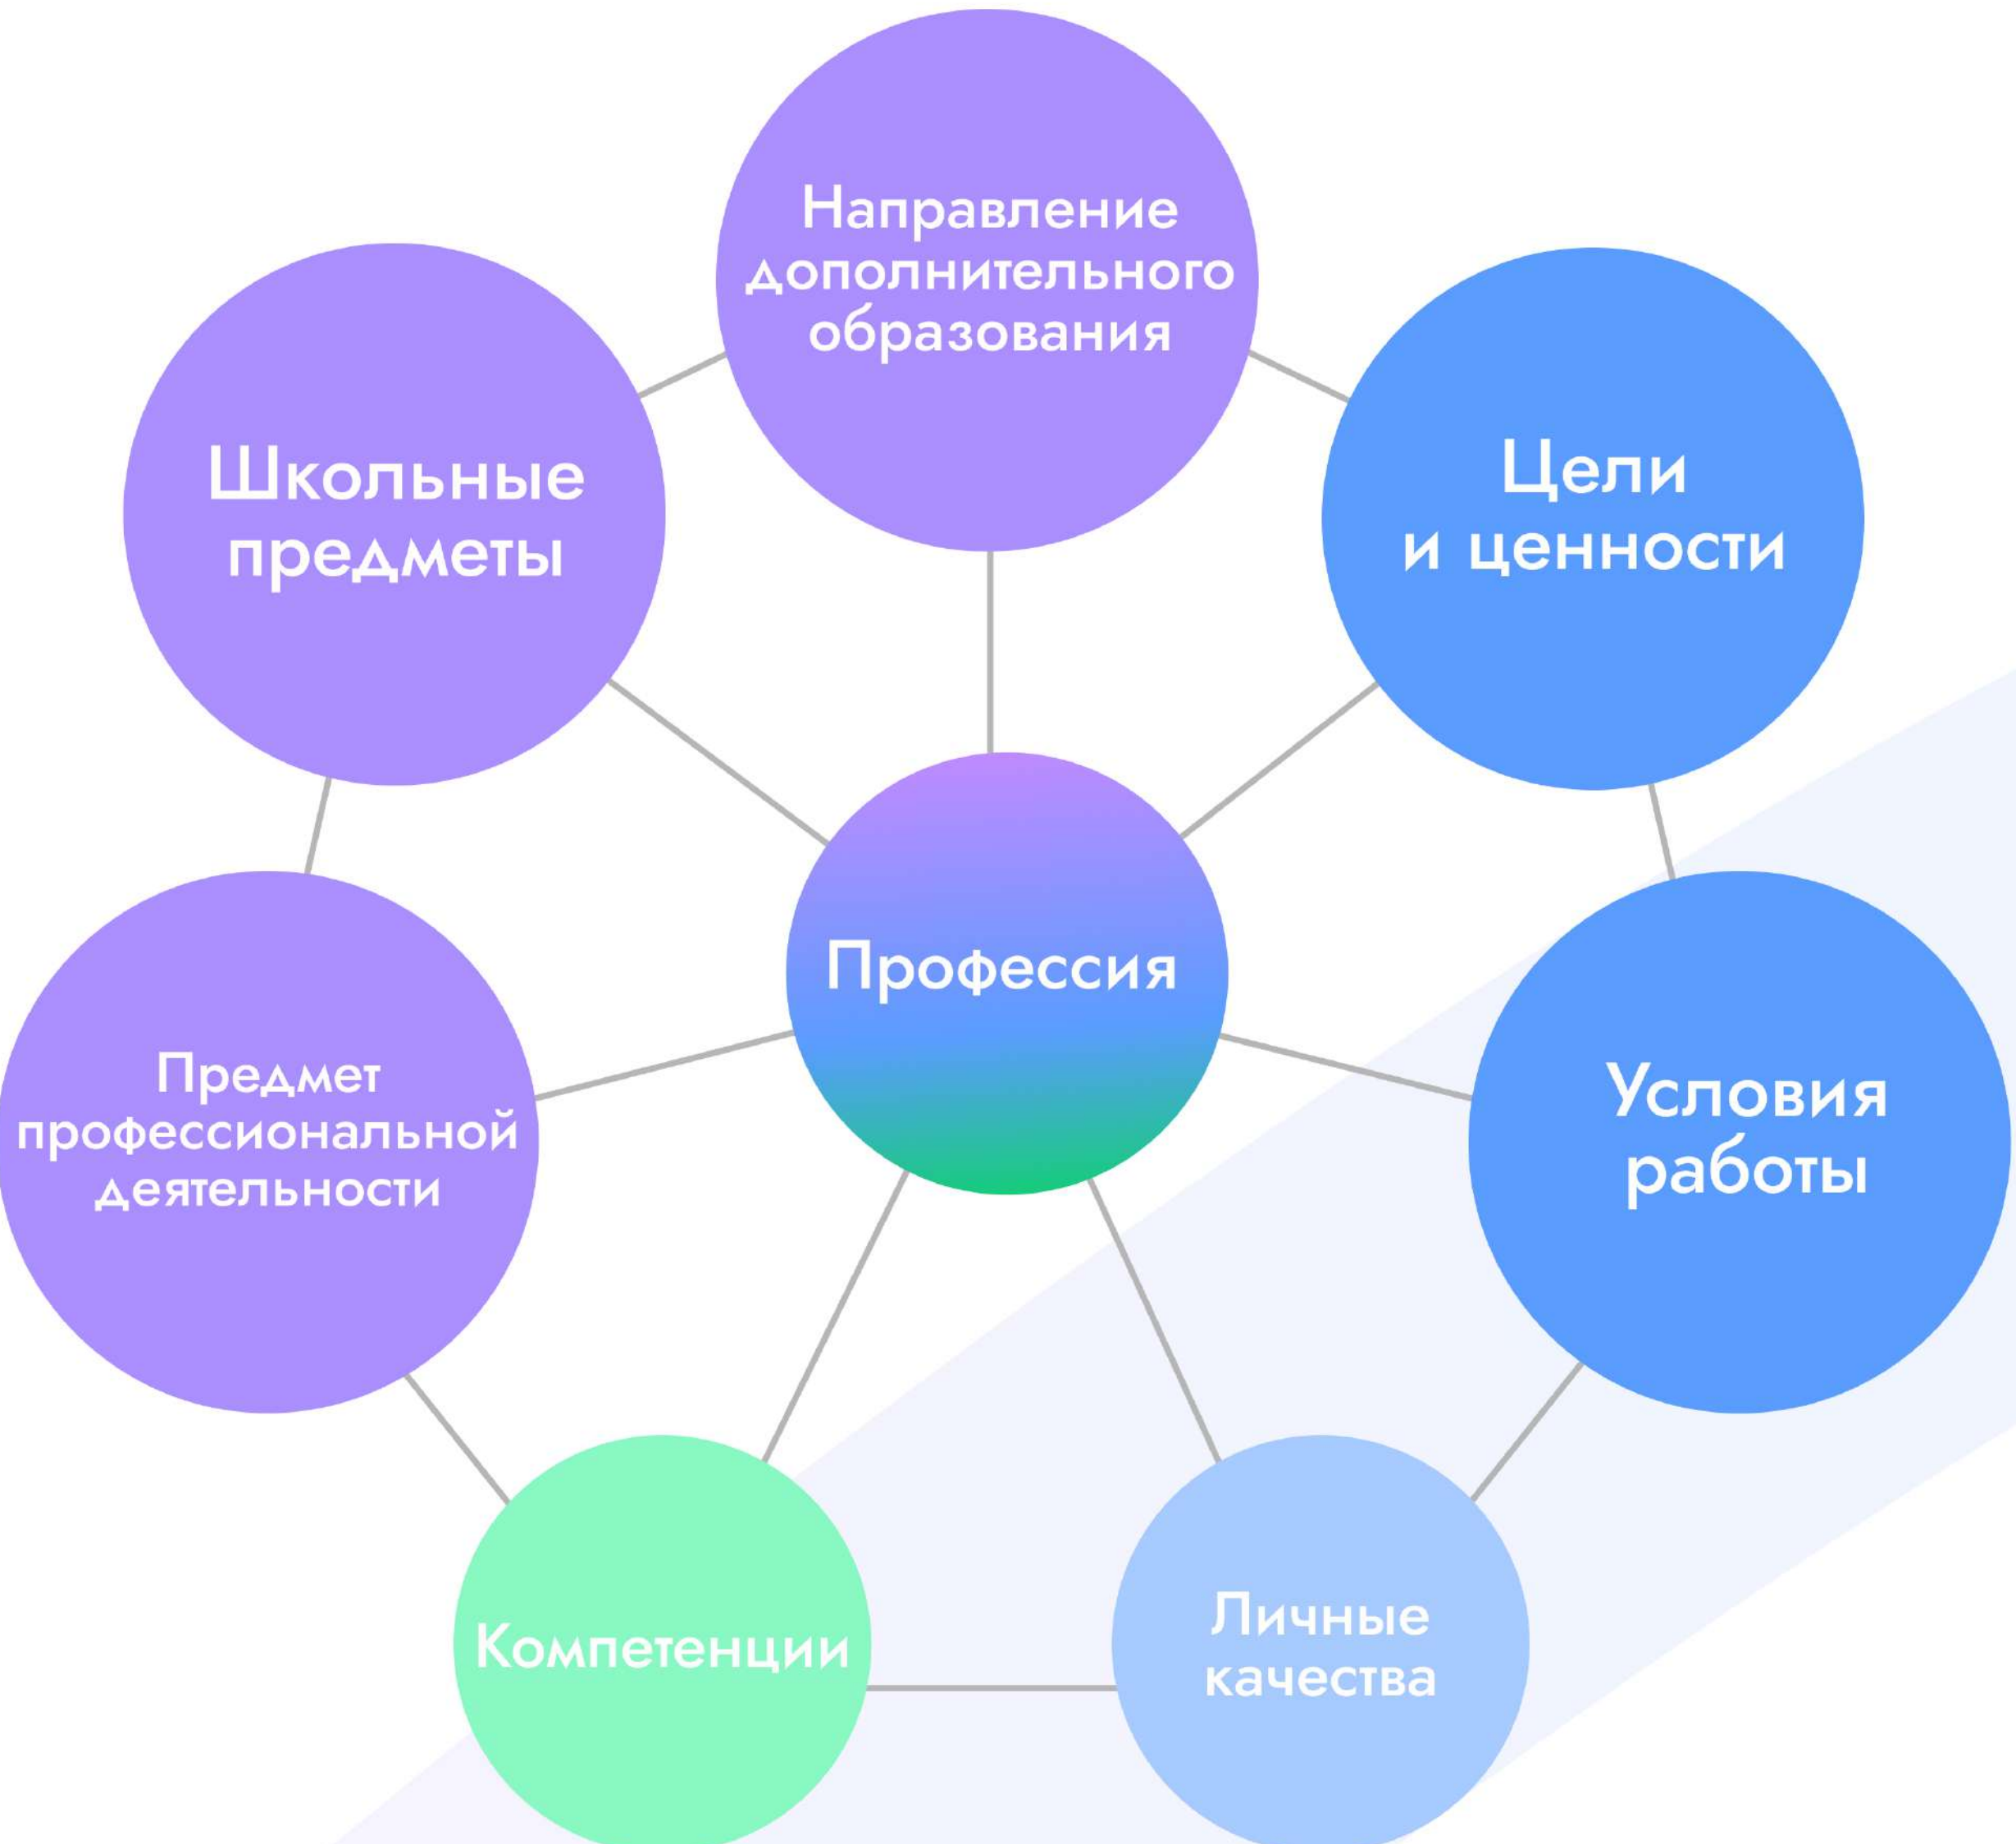 Направление
дополнительного
образования
Школьные
предметы
Цели
и ценности
Профессия
Предмет
профессиональной
деятельности
Условия
работы
Компетенции
Личные
качества